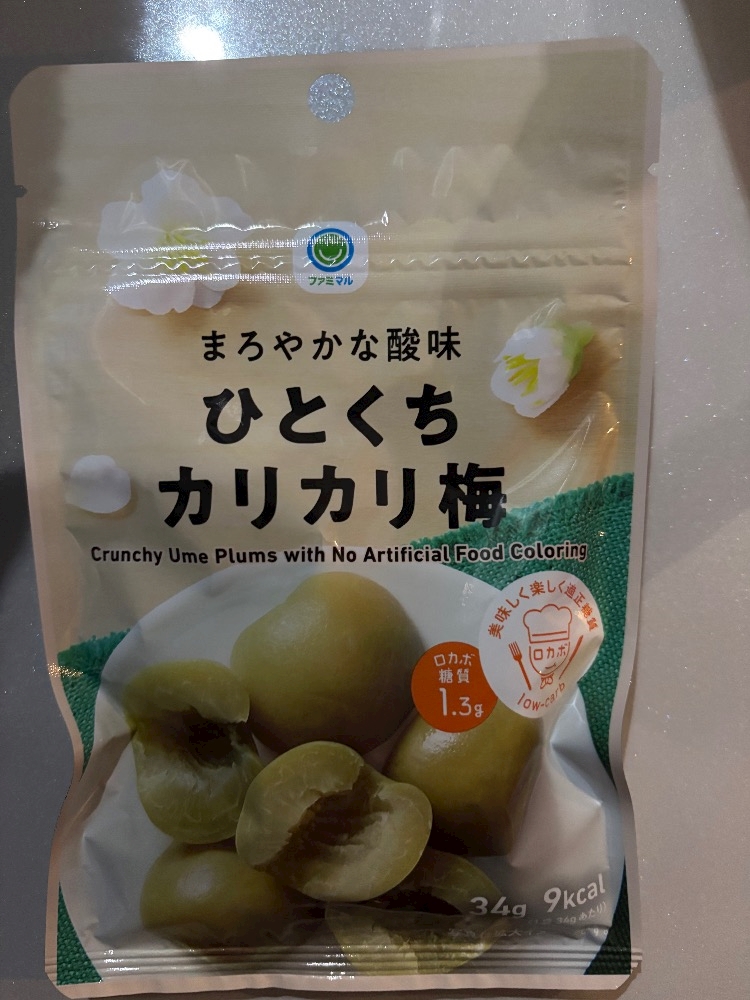 ファミマル
まろやかな酸味
ひとくち
カリカリ梅
Crunchy Ume Plums with No Artificial Food Coloring
美味しく楽しく適正糖質
ロカボ
low-carb
ロカボ
糖質
1.3g
34g 9kcal